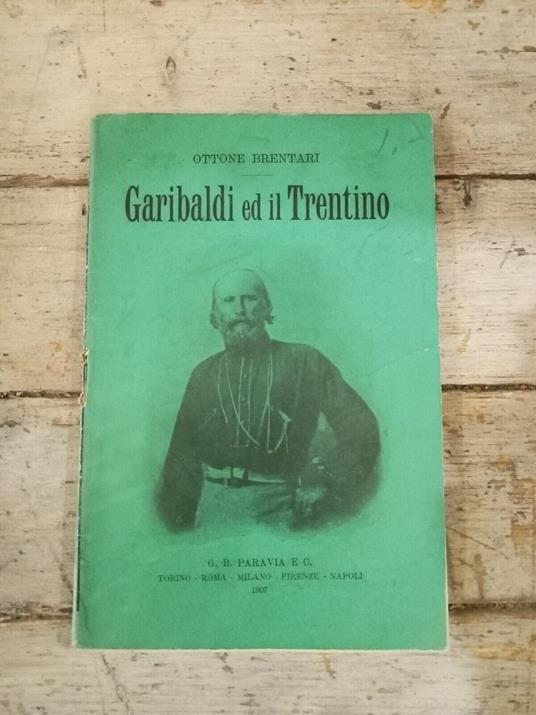 OTTONE BRENTARI
Garibaldi ed il Trentino
G. B. PARAVIA E C.
TORINO - ROMA - MILANO - FIRENZE - NAPOLI
1907